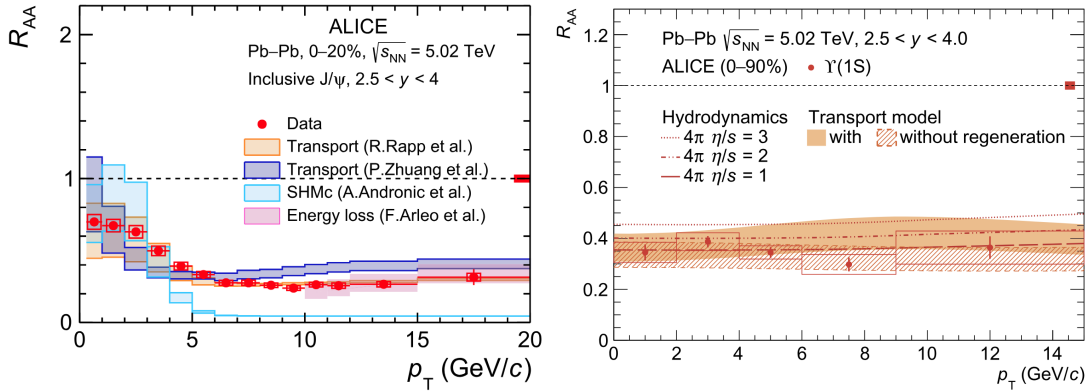 R_AA
2
1
0
ALICE
Pb–Pb, 0–20%, √s_NN = 5.02 TeV
Inclusive J/ψ, 2.5 < y < 4
Data
Transport (R.Rapp et al.)
Transport (P.Zhuang et al.)
SHMc (A.Andronic et al.)
Energy loss (F.Arleo et al.)
0 5 10 15 20
p_T (GeV/c)
R_AA
1.2
1
0.8
0.6
0.4
0.2
0
Pb–Pb √s_NN = 5.02 TeV, 2.5 < y < 4.0
ALICE (0–90%) ϒ(1S)
Hydrodynamics Transport model
4π η/s = 3 with without regeneration
4π η/s = 2
4π η/s = 1
0 2 4 6 8 10 12 14
p_T (GeV/c)